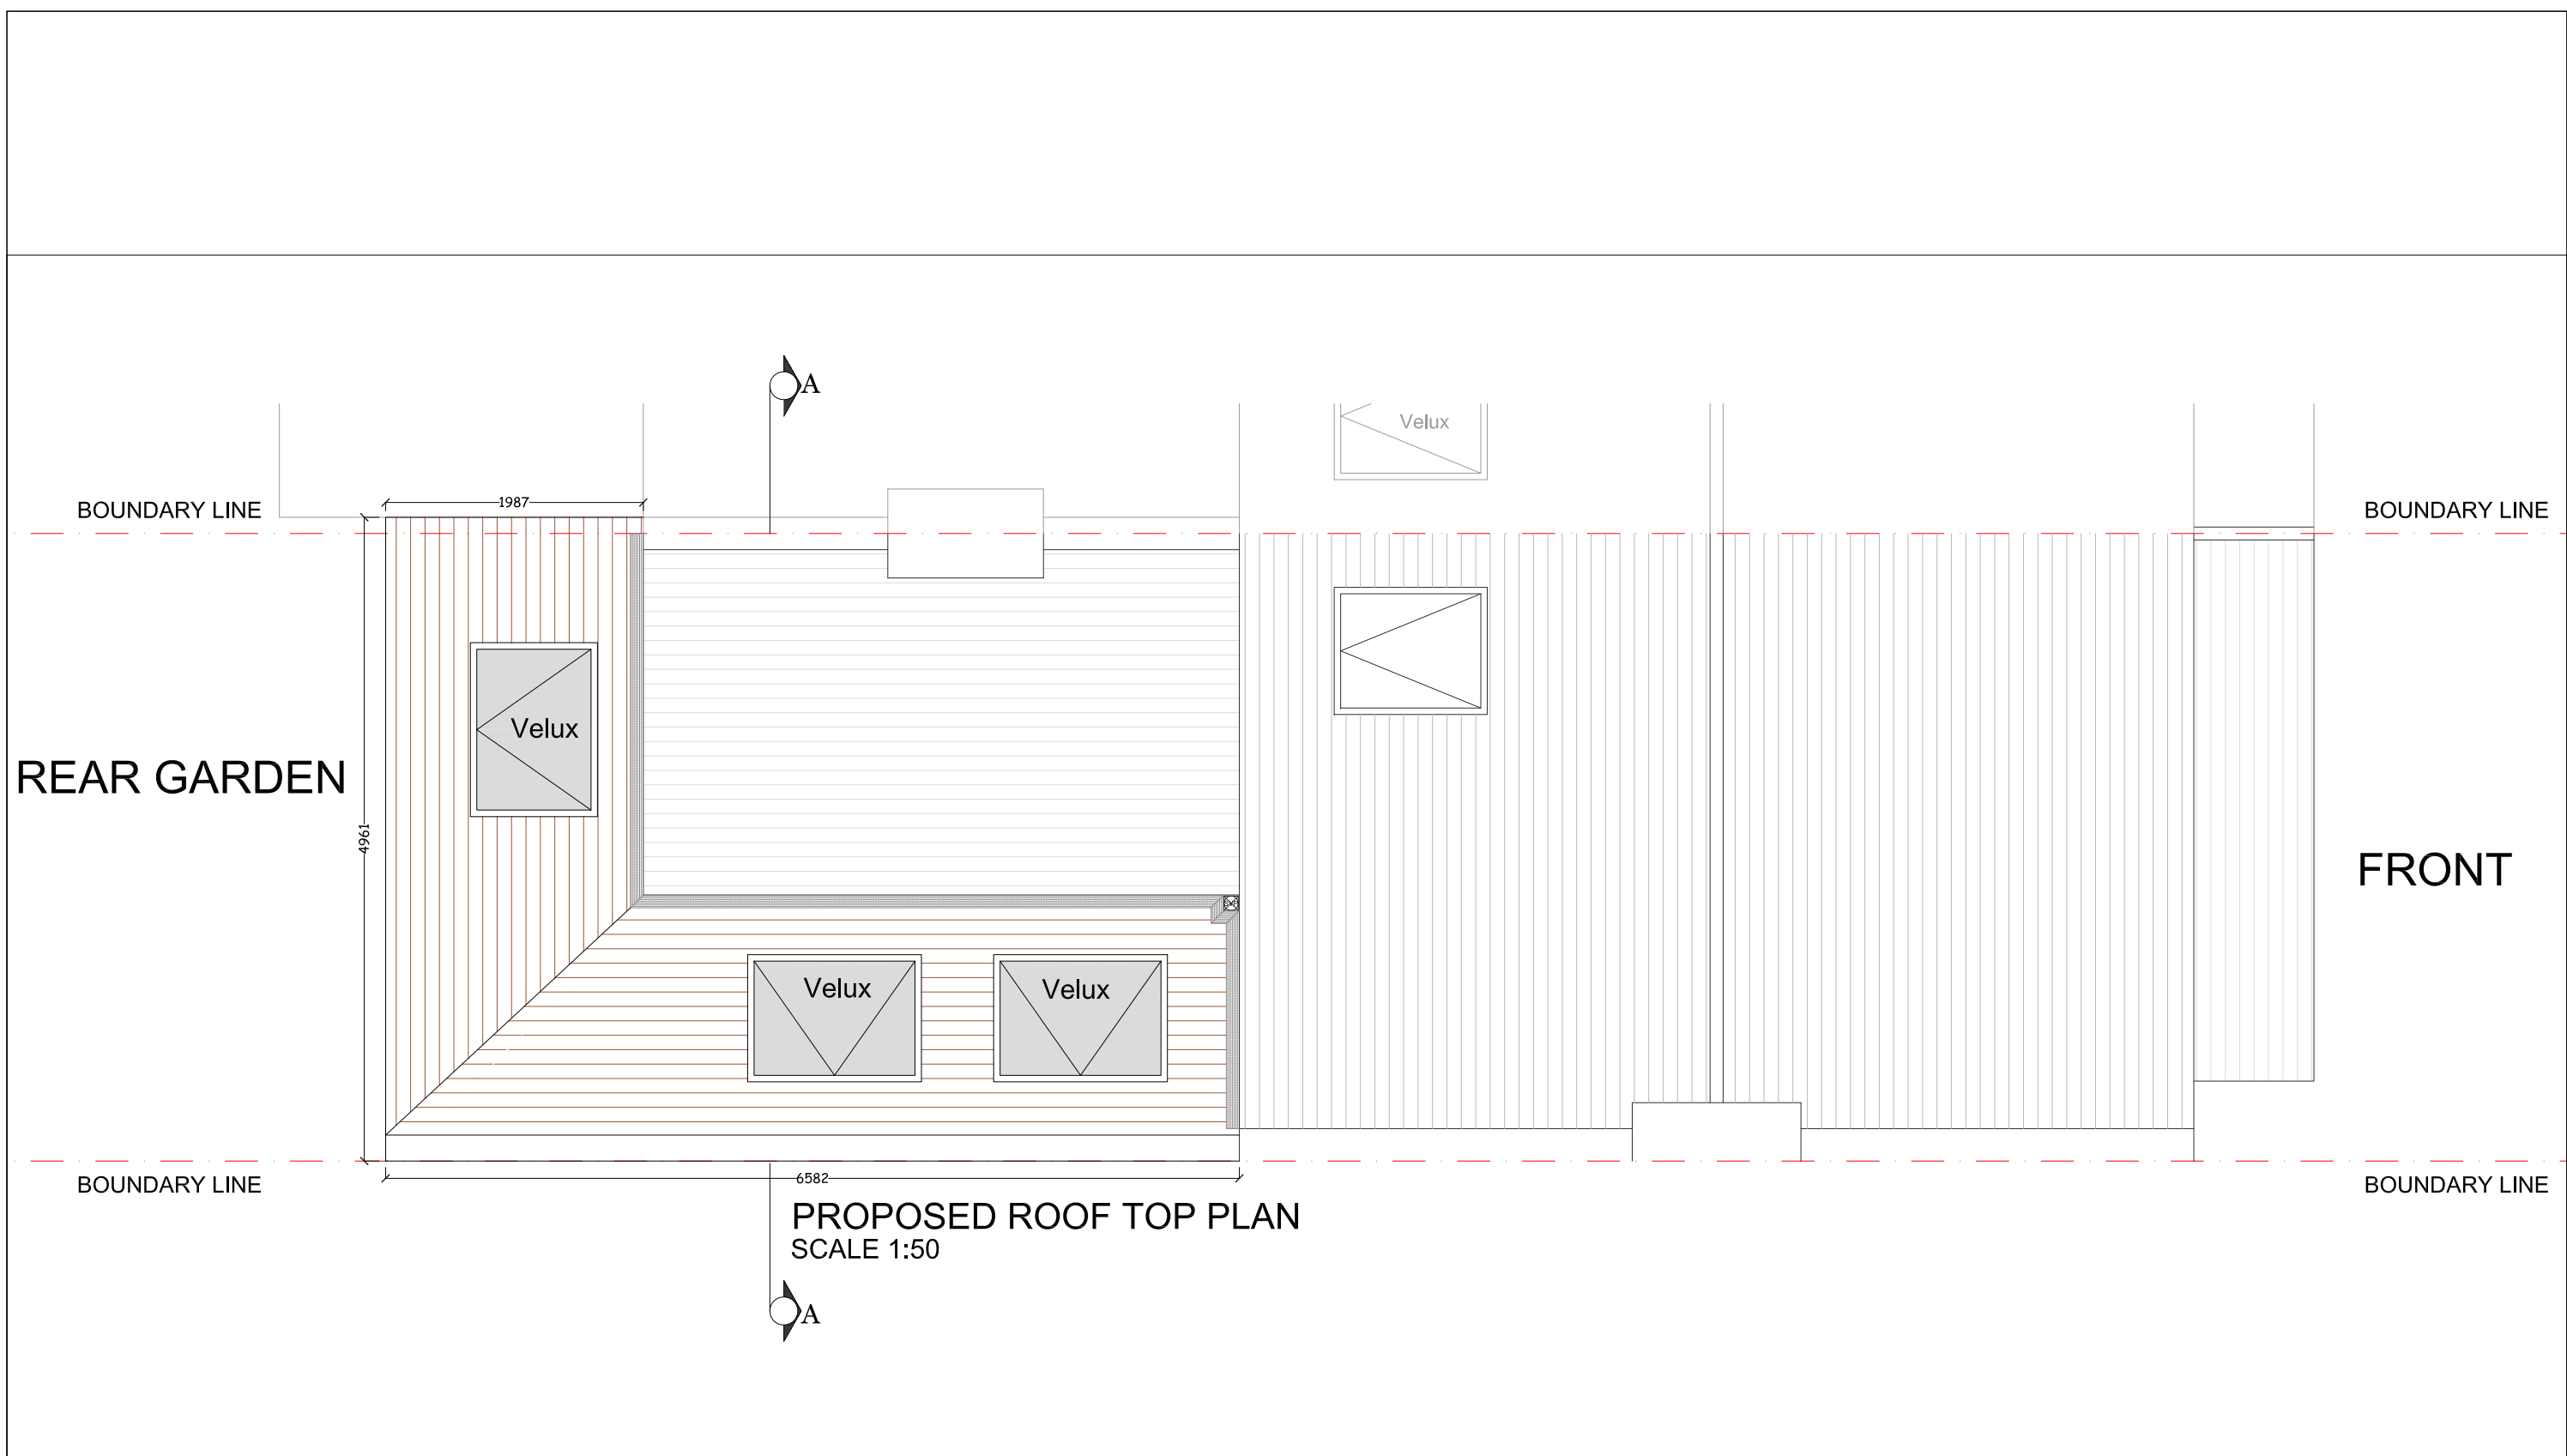 A
Velux
BOUNDARY LINE
1987
BOUNDARY LINE
Velux
REAR GARDEN
4961
FRONT
Velux
Velux
BOUNDARY LINE
6582
BOUNDARY LINE
PROPOSED ROOF TOP PLAN
SCALE 1:50
A